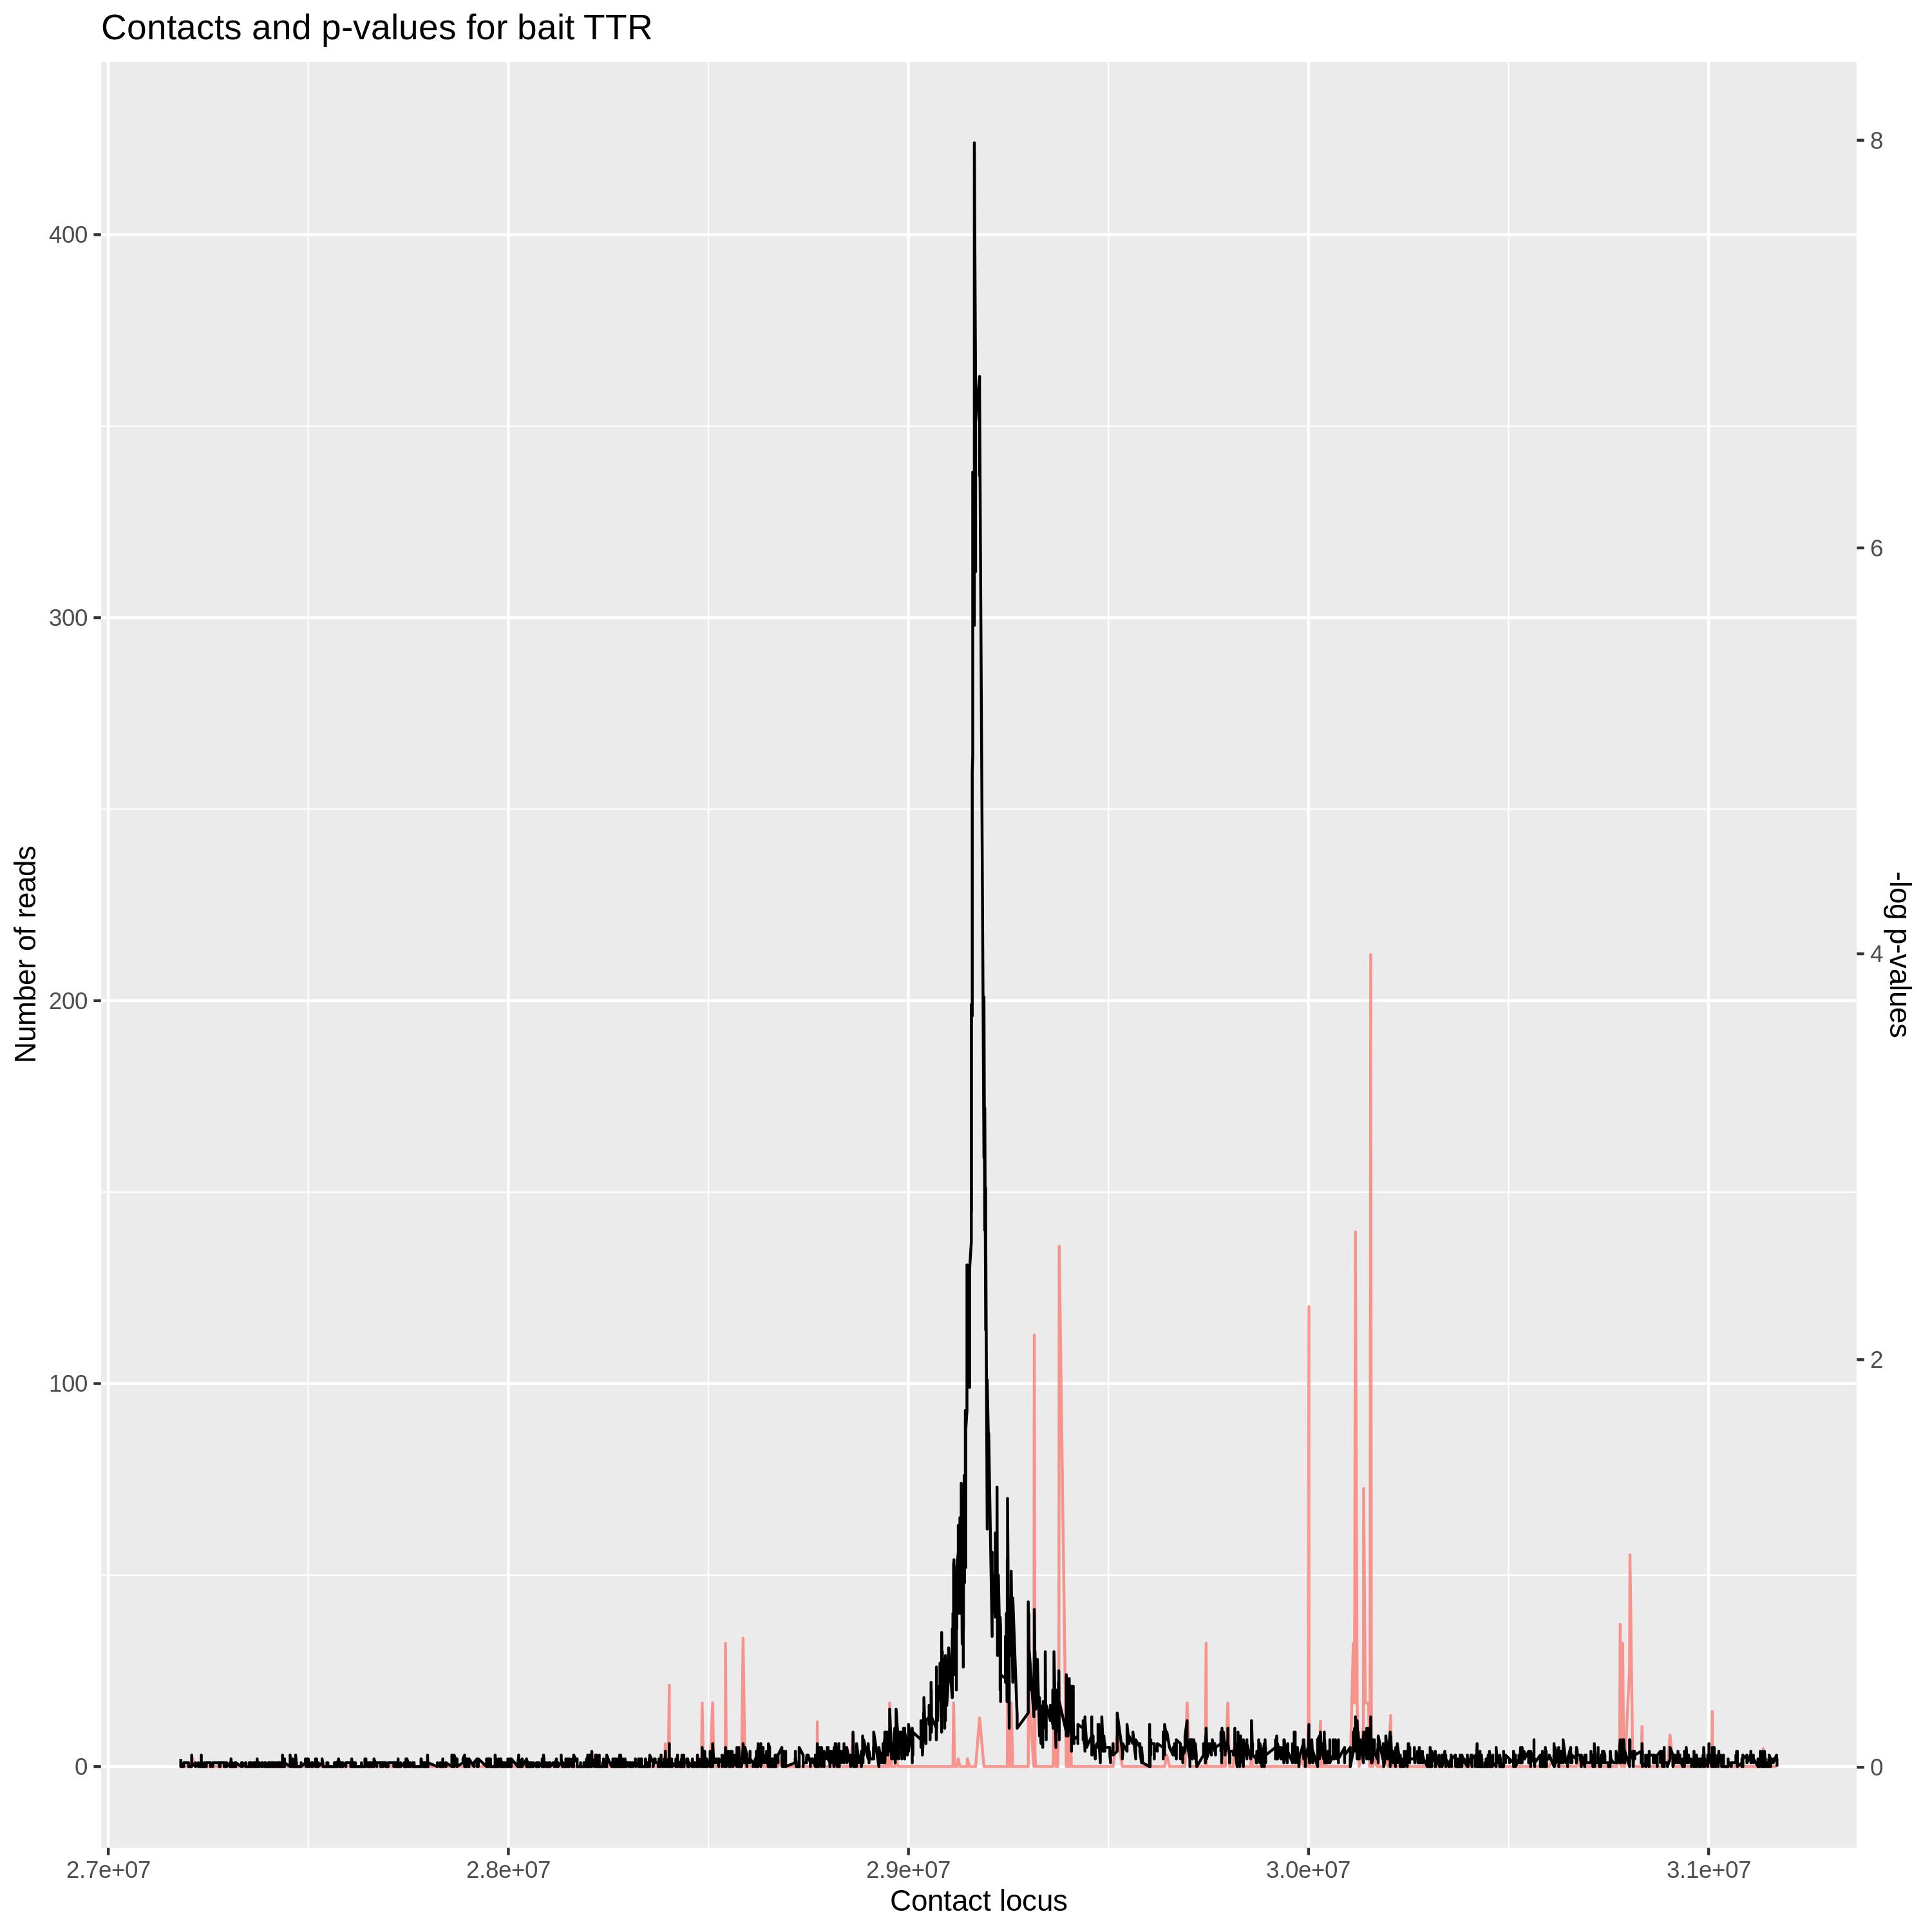 Contacts and p-values for bait TTR
Number of reads
400
300
200
100
0
8
6
4
2
0
-log p-values
2.7e+07 2.8e+07 2.9e+07 3.0e+07 3.1e+07
Contact locus